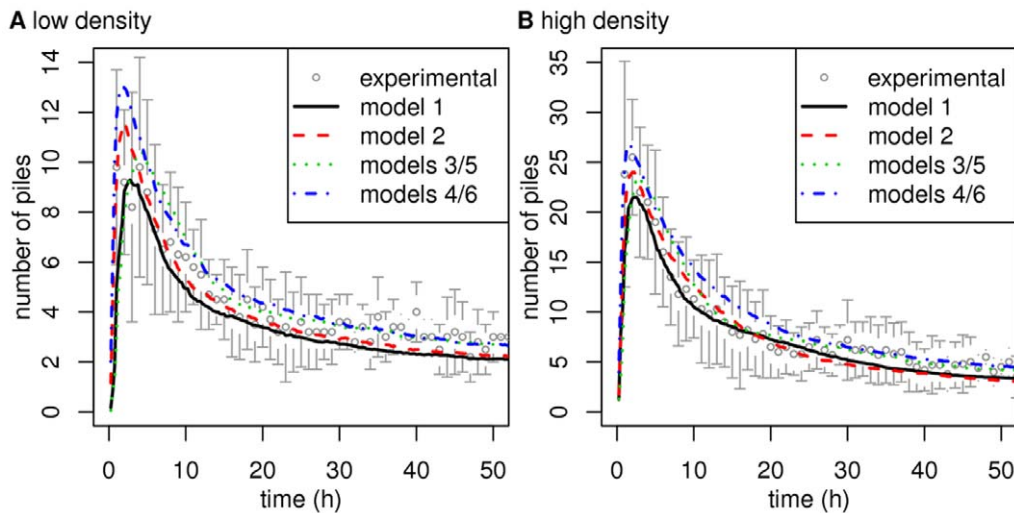 A low density
number of piles
0
2
4
6
8
10
12
14
experimental
model 1
model 2
models 3/5
models 4/6
0 10 20 30 40 50
time (h)
B high density
number of piles
0
5
10
15
20
25
30
35
experimental
model 1
model 2
models 3/5
models 4/6
0 10 20 30 40 50
time (h)